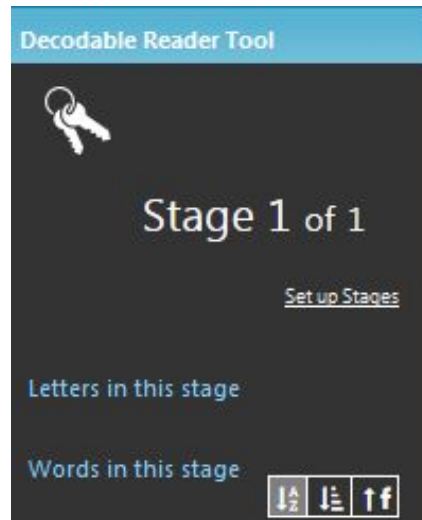 Decodable Reader Tool
Stage 1 of 1
Set up Stages
Letters in this stage
Words in this stage